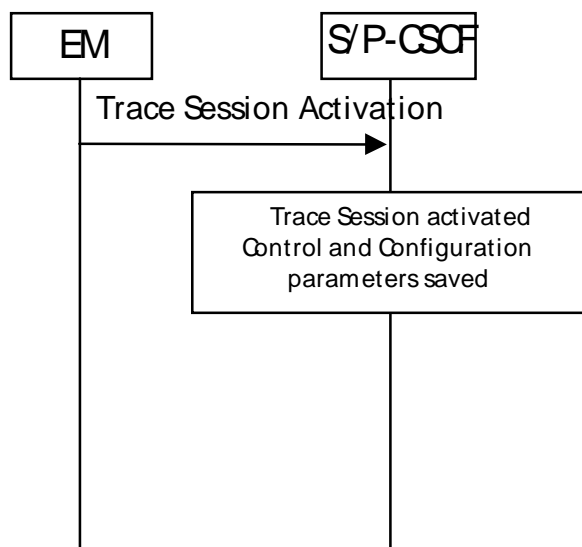 EM
S/P-CSCF
Trace Session Activation
Trace Session activated
Control and Configuration
parameters saved